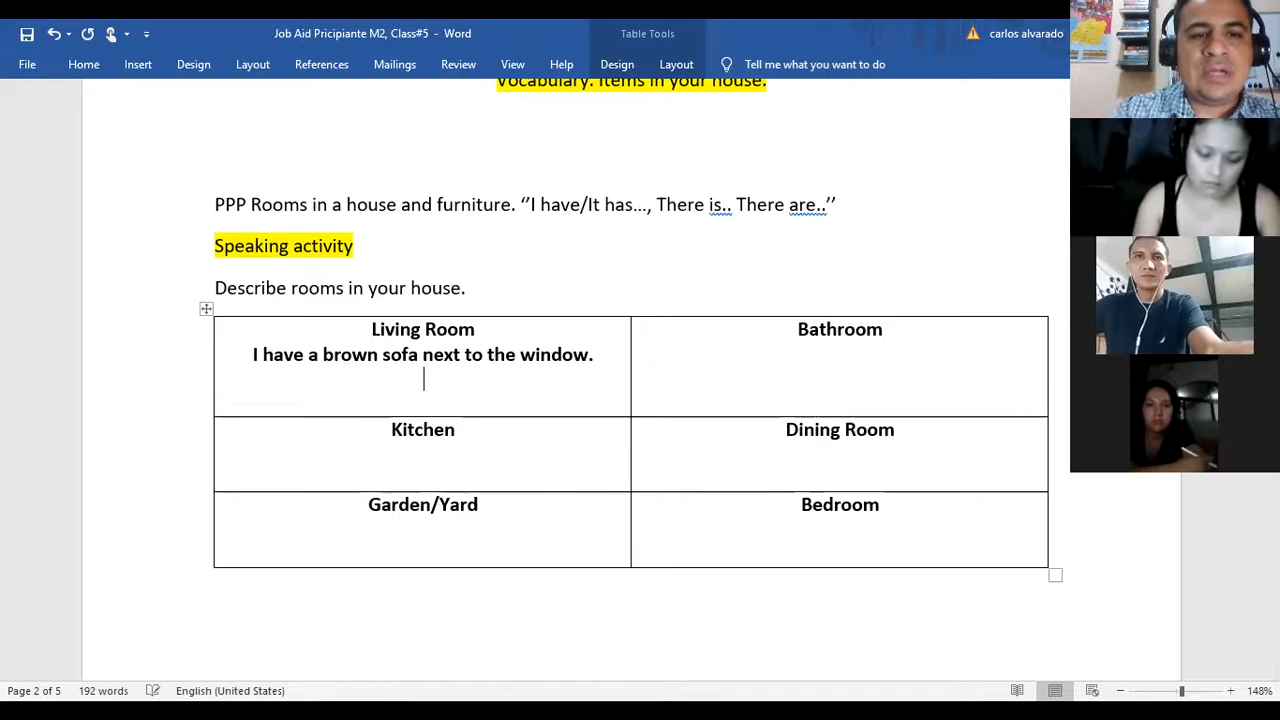 Job Aid Pricipiante M2, Class#5 - Word
Table Tools
carlos alvarado
File Home Insert Design Layout References Mailings Review View Help Design Layout Tell me what you want to do
Vocabulary: Items in your house.
PPP Rooms in a house and furniture. ‘’I have/It has…, There is.. There are..’’
Speaking activity
Describe rooms in your house.
Living Room
I have a brown sofa next to the window.
Bathroom
Kitchen
Dining Room
Garden/Yard
Bedroom
Page 2 of 5 192 words English (United States) 148%